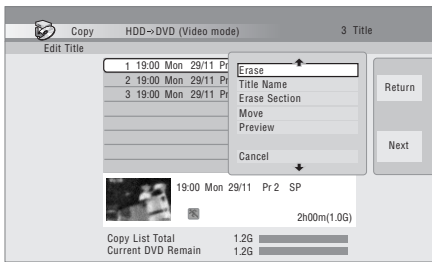 Copy HDD->DVD (Video mode) 3 Title
Edit Title
1 19:00 Mon 29/11 Pr
2 19:00 Mon 29/11 Pr
3 19:00 Mon 29/11 Pr
Erase
Title Name
Erase Section
Move
Preview
Cancel
Return
Next
19:00 Mon 29/11 Pr 2 SP
2h00m(1.0G)
Copy List Total 1.2G
Current DVD Remain 1.2G